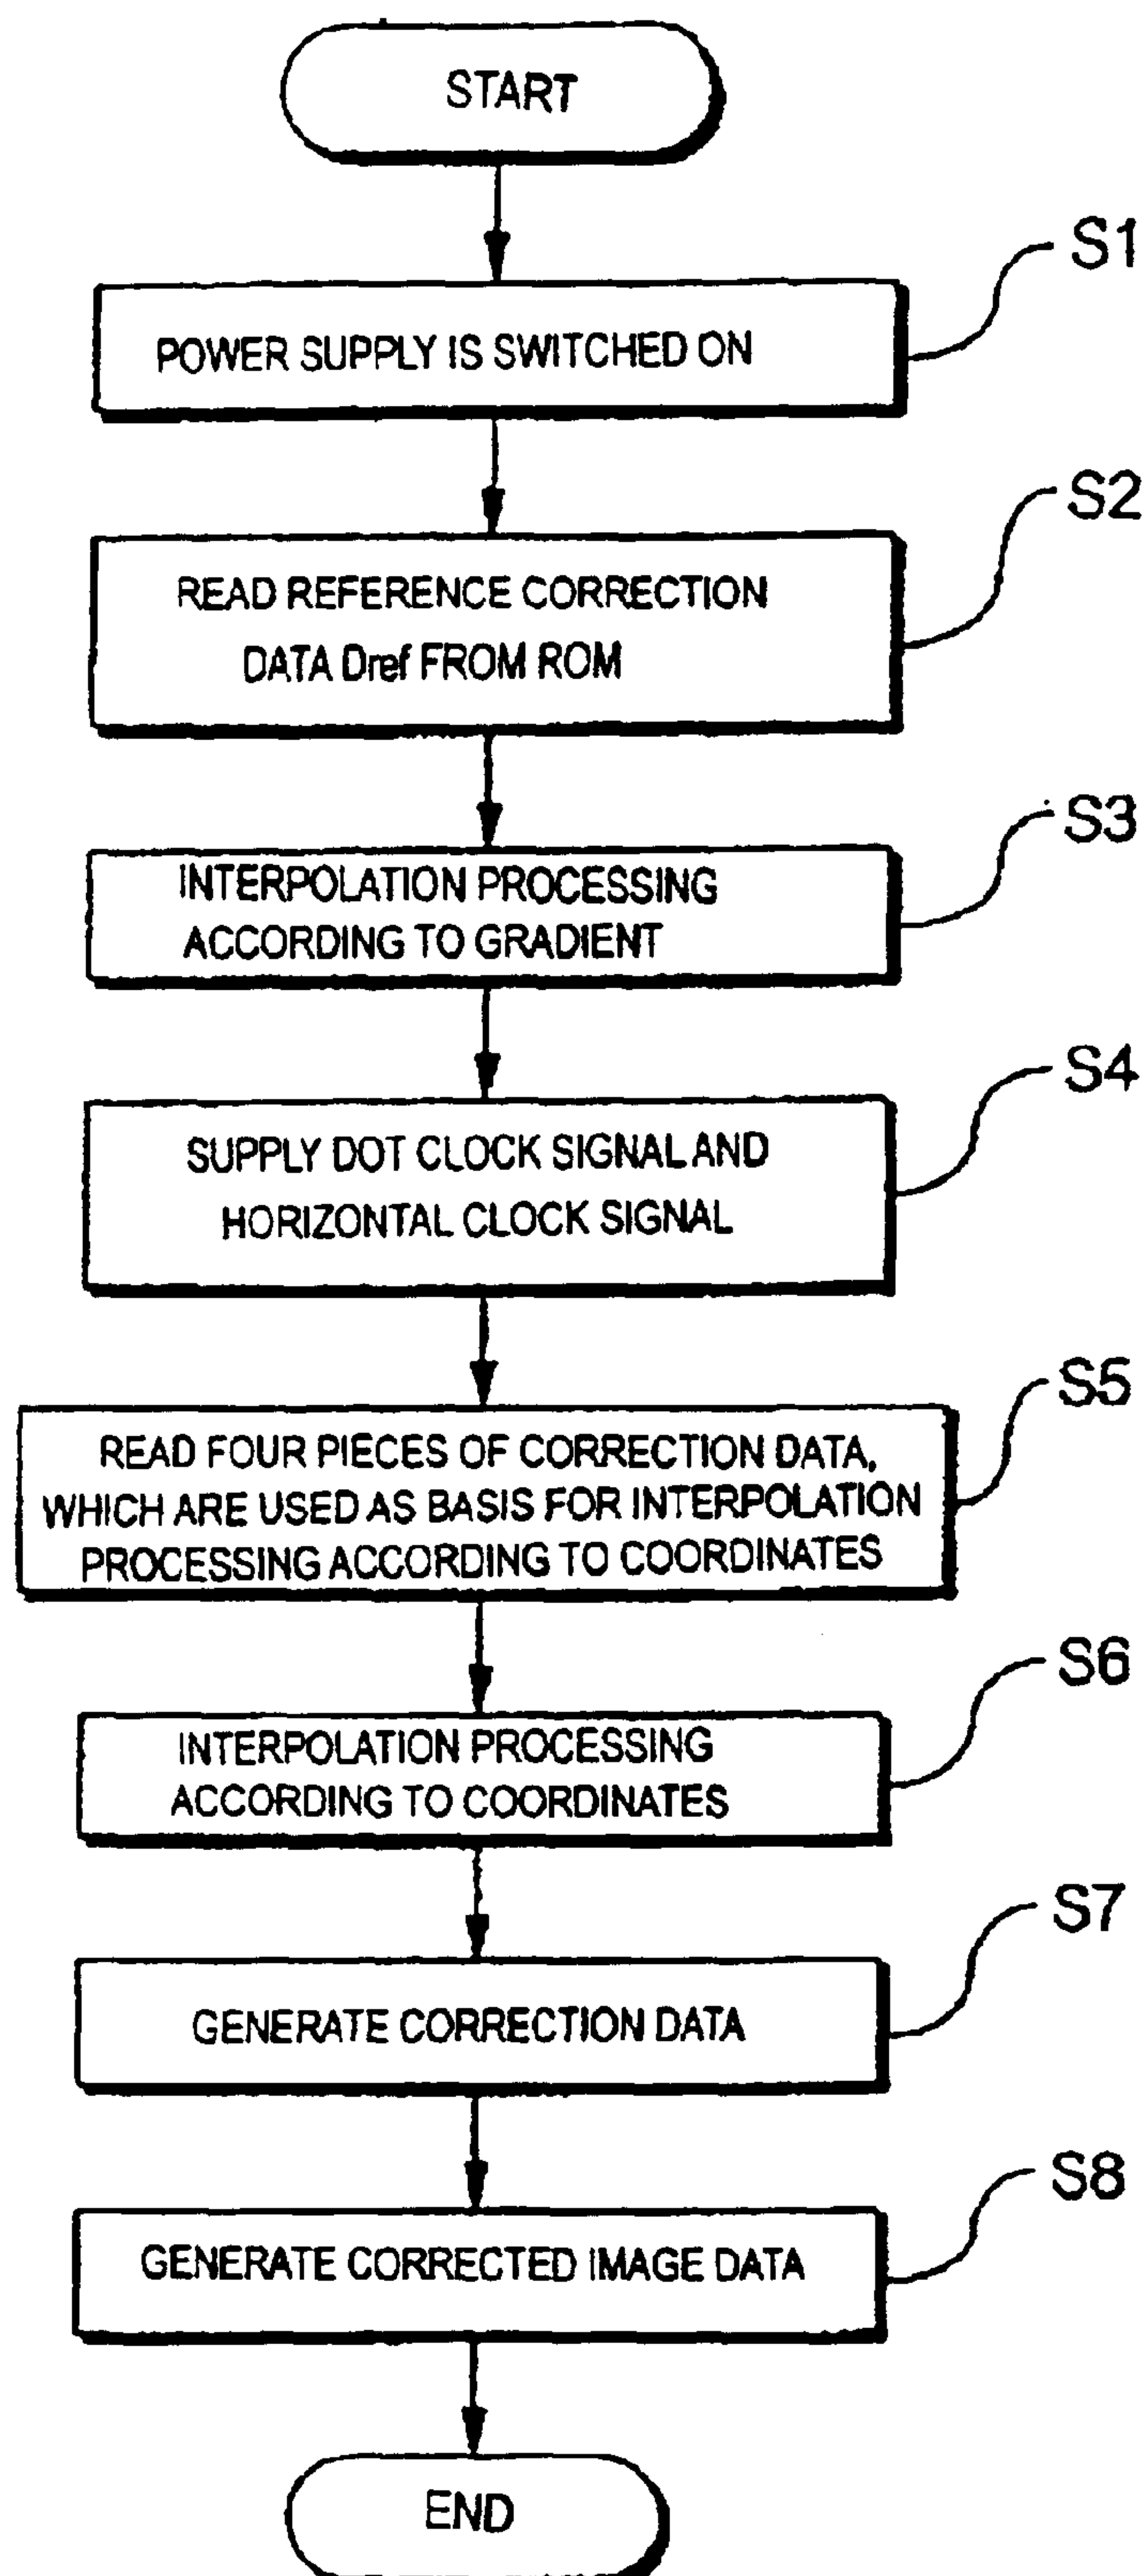 START
S1
POWER SUPPLY IS SWITCHED ON
S2
READ REFERENCE CORRECTION
DATA Dref FROM ROM
S3
INTERPOLATION PROCESSING
ACCORDING TO GRADIENT
S4
SUPPLY DOT CLOCK SIGNAL AND
HORIZONTAL CLOCK SIGNAL
S5
READ FOUR PIECES OF CORRECTION DATA,
WHICH ARE USED AS BASIS FOR INTERPOLATION
PROCESSING ACCORDING TO COORDINATES
S6
INTERPOLATION PROCESSING
ACCORDING TO COORDINATES
S7
GENERATE CORRECTION DATA
S8
GENERATE CORRECTED IMAGE DATA
END